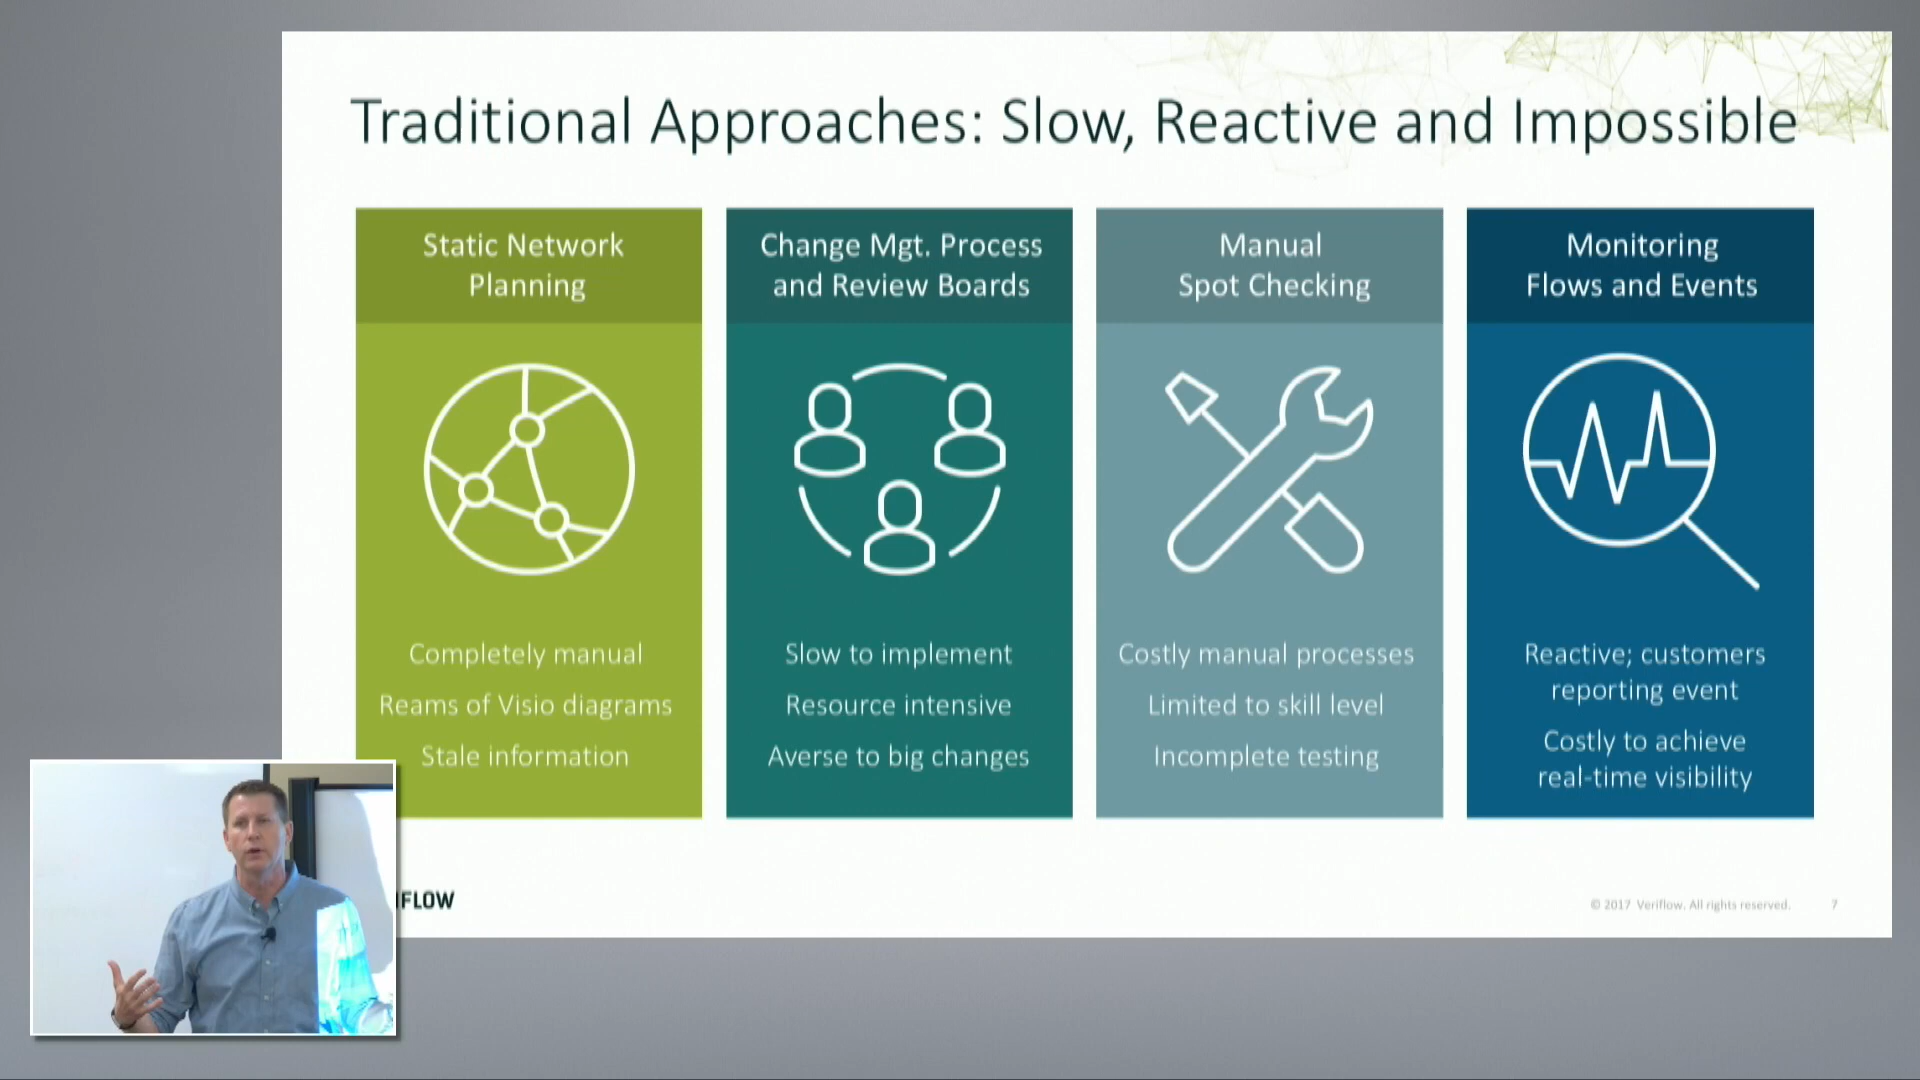 Traditional Approaches: Slow, Reactive and Impossible
Static Network
Planning
Completely manual
Reams of Visio diagrams
Stale information
Change Mgt. Process
and Review Boards
Slow to implement
Resource intensive
Averse to big changes
Manual
Spot Checking
Costly manual processes
Limited to skill level
Incomplete testing
Monitoring
Flows and Events
Reactive; customers
reporting event
Costly to achieve
real-time visibility
IFLOW
© 2017 Veriflow. All rights reserved.
7